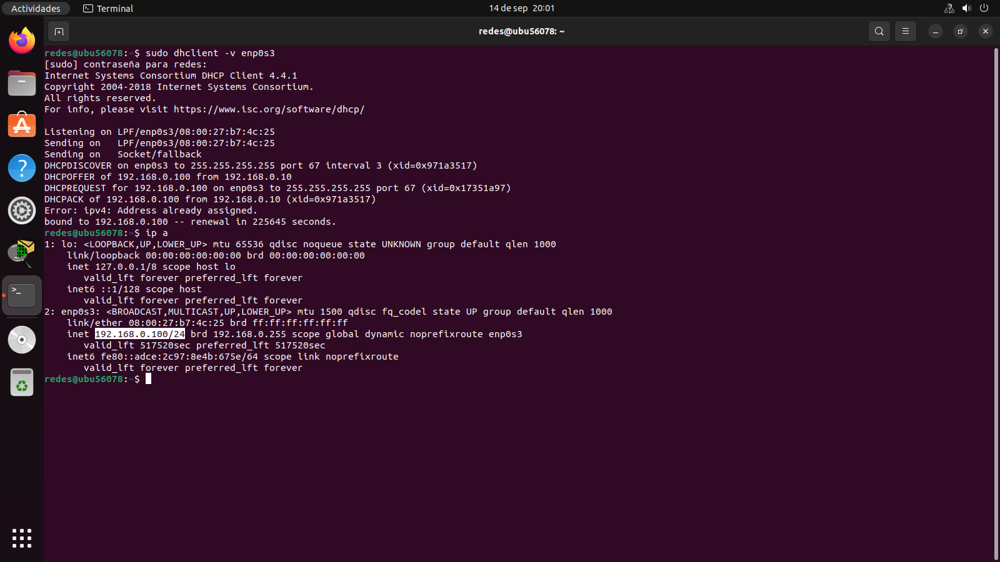 Actividades
Terminal
14 de sep  20:01
redes@ubu56078: ~
redes@ubu56078:~$ sudo dhclient -v enp0s3
[sudo] contraseña para redes:
Internet Systems Consortium DHCP Client 4.4.1
Copyright 2004-2018 Internet Systems Consortium.
All rights reserved.
For info, please visit https://www.isc.org/software/dhcp/

Listening on LPF/enp0s3/08:00:27:b7:4c:25
Sending on   LPF/enp0s3/08:00:27:b7:4c:25
Sending on   Socket/fallback
DHCPDISCOVER on enp0s3 to 255.255.255.255 port 67 interval 3 (xid=0x971a3517)
DHCPOFFER of 192.168.0.100 from 192.168.0.10
DHCPREQUEST for 192.168.0.100 on enp0s3 to 255.255.255.255 port 67 (xid=0x17351a97)
DHCPACK of 192.168.0.100 from 192.168.0.10 (xid=0x971a3517)
Error: ipv4: Address already assigned.
bound to 192.168.0.100 -- renewal in 225645 seconds.
redes@ubu56078:~$ ip a
1: lo: <LOOPBACK,UP,LOWER_UP> mtu 65536 qdisc noqueue state UNKNOWN group default qlen 1000
    link/loopback 00:00:00:00:00:00 brd 00:00:00:00:00:00
    inet 127.0.0.1/8 scope host lo
       valid_lft forever preferred_lft forever
    inet6 ::1/128 scope host
       valid_lft forever preferred_lft forever
2: enp0s3: <BROADCAST,MULTICAST,UP,LOWER_UP> mtu 1500 qdisc fq_codel state UP group default qlen 1000
    link/ether 08:00:27:b7:4c:25 brd ff:ff:ff:ff:ff:ff
    inet 192.168.0.100/24 brd 192.168.0.255 scope global dynamic noprefixroute enp0s3
       valid_lft 517520sec preferred_lft 517520sec
    inet6 fe80::adce:2c97:8e4b:675e/64 scope link noprefixroute
       valid_lft forever preferred_lft forever
redes@ubu56078:~$